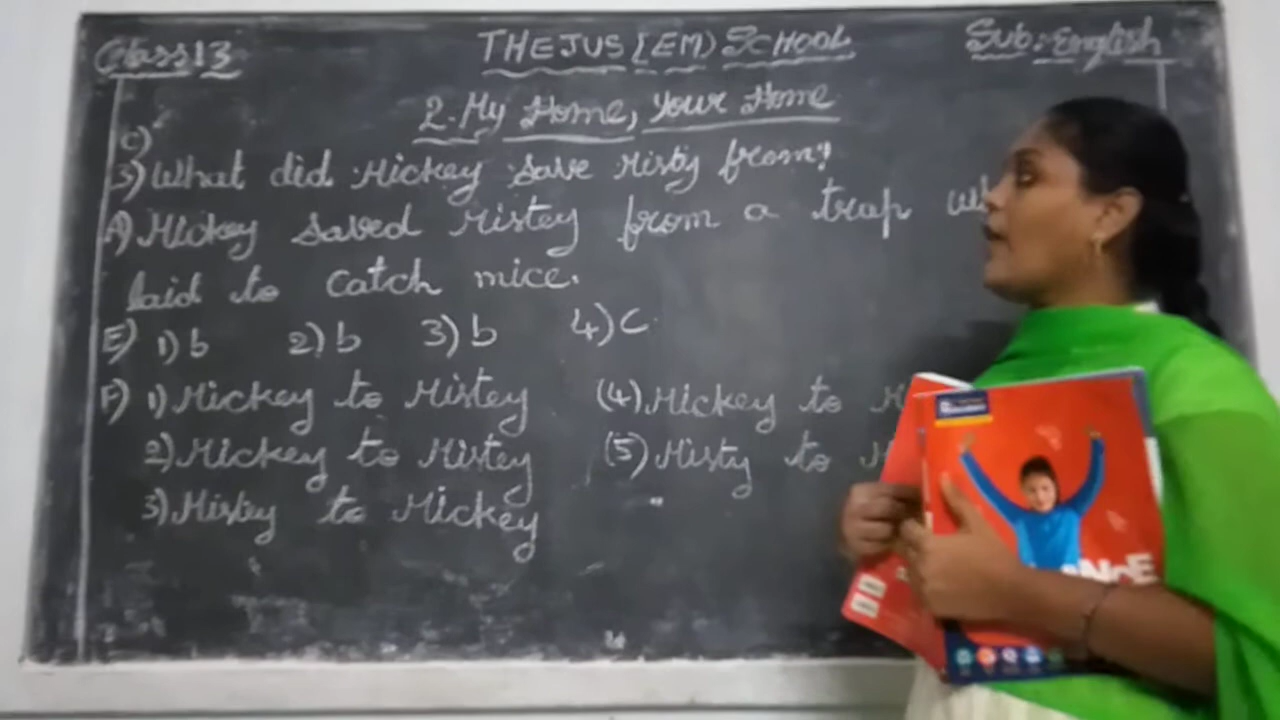 Class 3 THEJUS (EM) SCHOOL Sub:- English
2. My Home, Your Home
C)
3) What did Mickey save Misty from?
A) Mickey saved Mistey from a trap
laid to catch mice.
E) 1) b 2) b 3) b 4) C
F) 1) Mickey to Mistey (4) Mickey to
2) Mickey to Mistey (5) Misty to
3) Mistey to Mickey